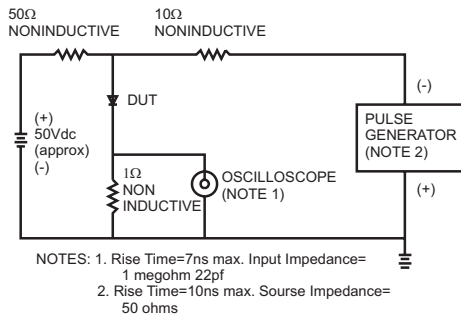 50Ω
NONINDUCTIVE
10Ω
NONINDUCTIVE
DUT
(+)
50Vdc
(approx)
(-)
1Ω
NON
INDUCTIVE
OSCILLOSCOPE
(NOTE 1)
(-)
PULSE
GENERATOR
(NOTE 2)
(+)
NOTES: 1. Rise Time=7ns max. Input Impedance=
1 megohm 22pf
2. Rise Time=10ns max. Sourse Impedance=
50 ohms